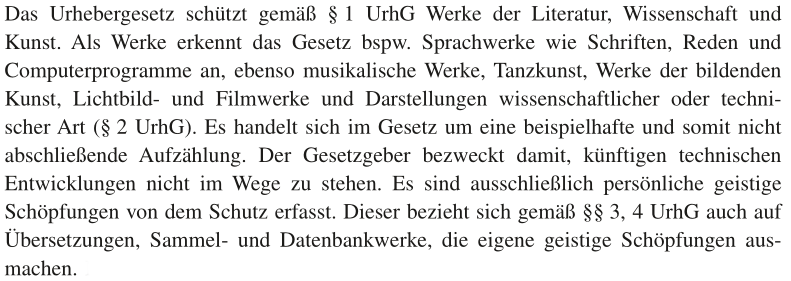 Das Urhebergesetz schützt gemäß § 1 UrhG Werke der Literatur, Wissenschaft und
Kunst. Als Werke erkennt das Gesetz bspw. Sprachwerke wie Schriften, Reden und
Computerprogramme an, ebenso musikalische Werke, Tanzkunst, Werke der bildenden
Kunst, Lichtbild- und Filmwerke und Darstellungen wissenschaftlicher oder techni-
scher Art (§ 2 UrhG). Es handelt sich im Gesetz um eine beispielhafte und somit nicht
abschließende Aufzählung. Der Gesetzgeber bezweckt damit, künftigen technischen
Entwicklungen nicht im Wege zu stehen. Es sind ausschließlich persönliche geistige
Schöpfungen von dem Schutz erfasst. Dieser bezieht sich gemäß §§ 3, 4 UrhG auch auf
Übersetzungen, Sammel- und Datenbankwerke, die eigene geistige Schöpfungen aus-
machen.